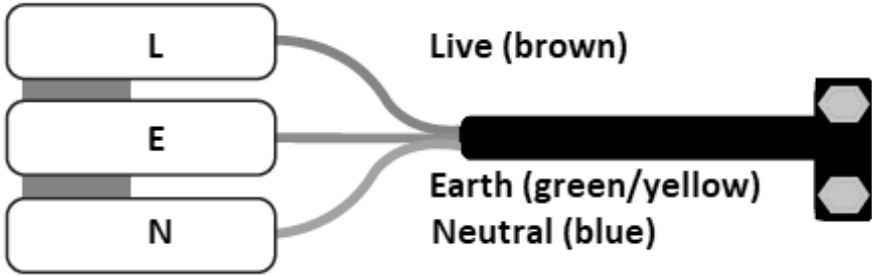 L
Live (brown)
E
Earth (green/yellow)
N
Neutral (blue)